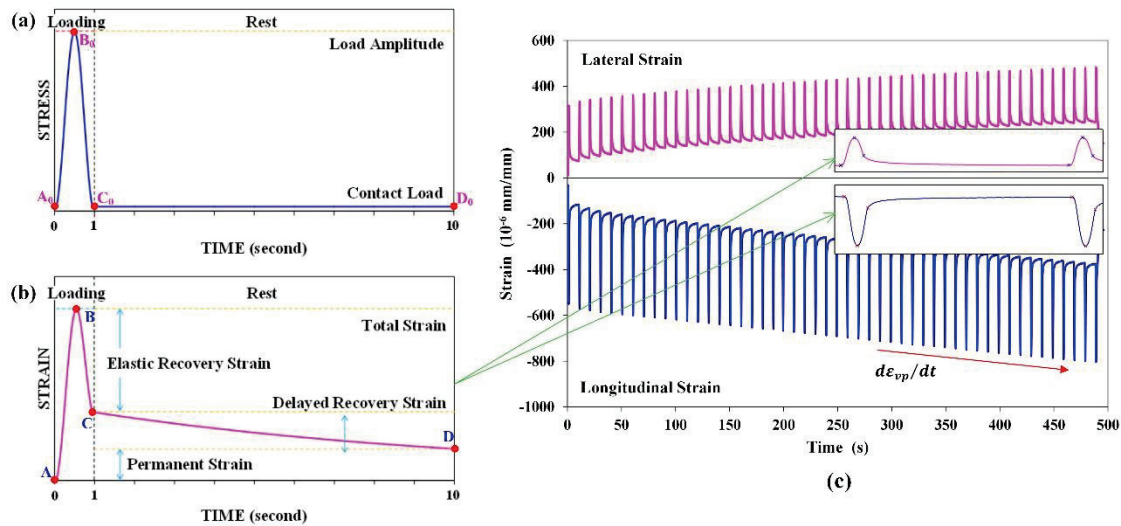 (a)
Loading
Rest
B₀
Load Amplitude
STRESS
Contact Load
A₀
C₀
D₀
0
1
10
TIME (second)
(b)
Loading
Rest
B
Total Strain
Elastic Recovery Strain
STRAIN
Delayed Recovery Strain
C
D
Permanent Strain
A
0
1
10
TIME (second)
600
Lateral Strain
400
200
0
-200
-400
-600
-800
-1000
Strain (10⁻⁶ mm/mm)
dε_vp/dt
Longitudinal Strain
0 50 100 150 200 250 300 350 400 450 500
Time (s)
(c)